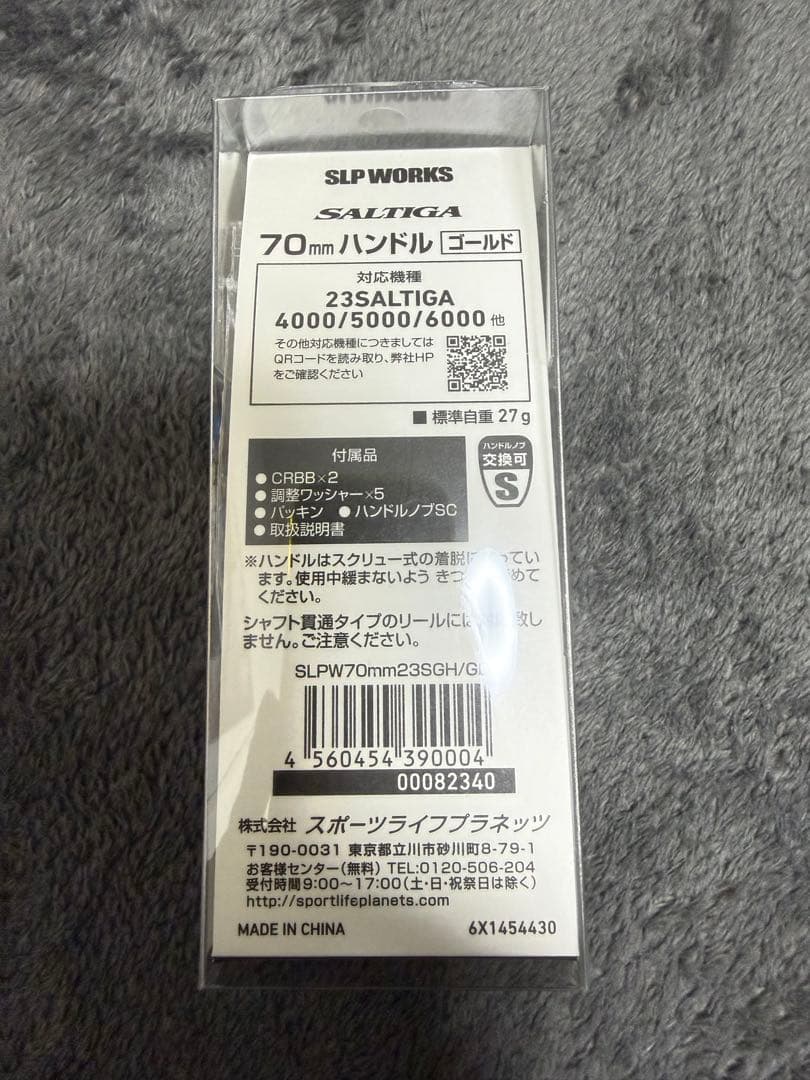 SLP WORKS
SALTIGA
70mm ハンドル ゴールド
対応機種
23SALTIGA
4000/5000/6000 他
その他対応機種につきましては
QRコードを読み取り、弊社HP
をご確認ください
■ 標準自重 27g
付属品
● CRBB×2
● 調整ワッシャー×5
● パッキン ● ハンドルノブSC
● 取扱説明書
ハンドルノブ
交換可
S
※ハンドルはスクリュー式の着脱に ってい
ます。使用中緩まないよう きつ めて
ください。
シャフト貫通タイプのリールには 致し
ません。ご注意ください。
SLPW70mm23SGH/G
4 560454 390004
00082340
株式会社 スポーツライフプラネッツ
〒190-0031 東京都立川市砂川町8-79-1
お客様センター(無料) TEL:0120-506-204
受付時間9:00〜17:00(土・日・祝祭日は除く)
http://sportlifeplanets.com
MADE IN CHINA 6X1454430